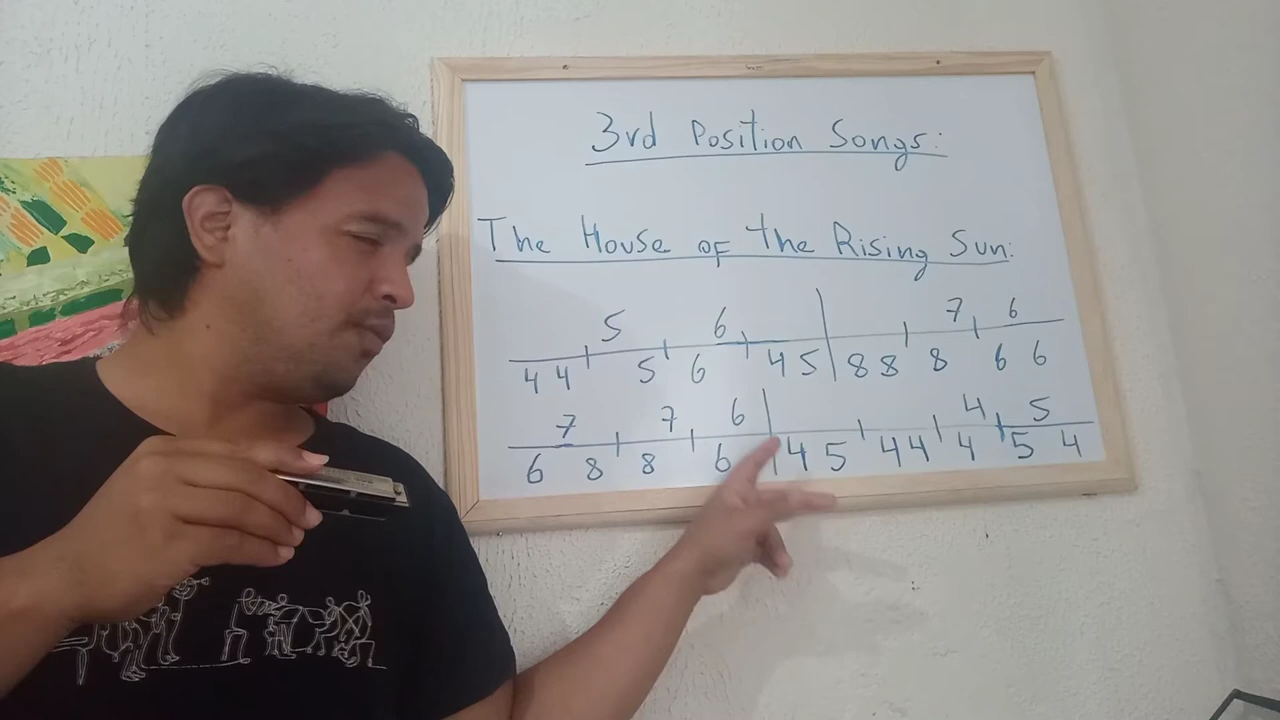 3rd Position Songs:
The House of the Rising Sun:
5 6 7 6
4 4 5 6 4 5 8 8 8 6 6
7 7 6 4 5
6 8 8 6 4 5 4 4 4 5 4